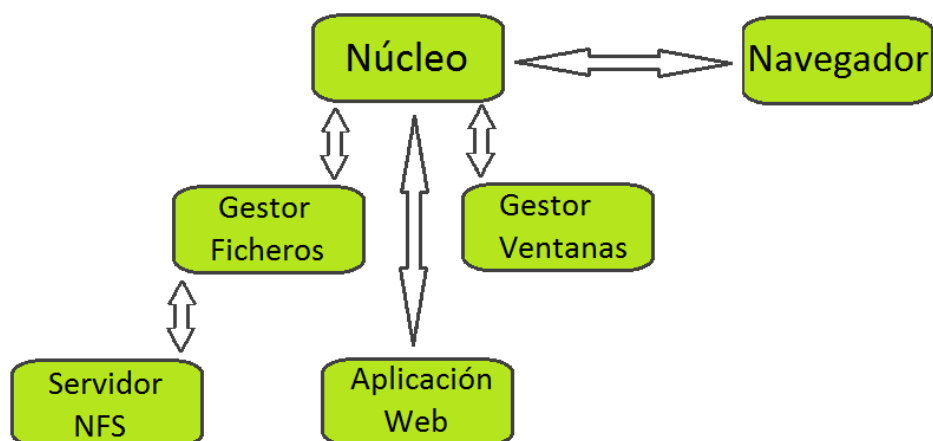 Núcleo
Navegador
Gestor
Ficheros
Gestor
Ventanas
Servidor
NFS
Aplicación
Web